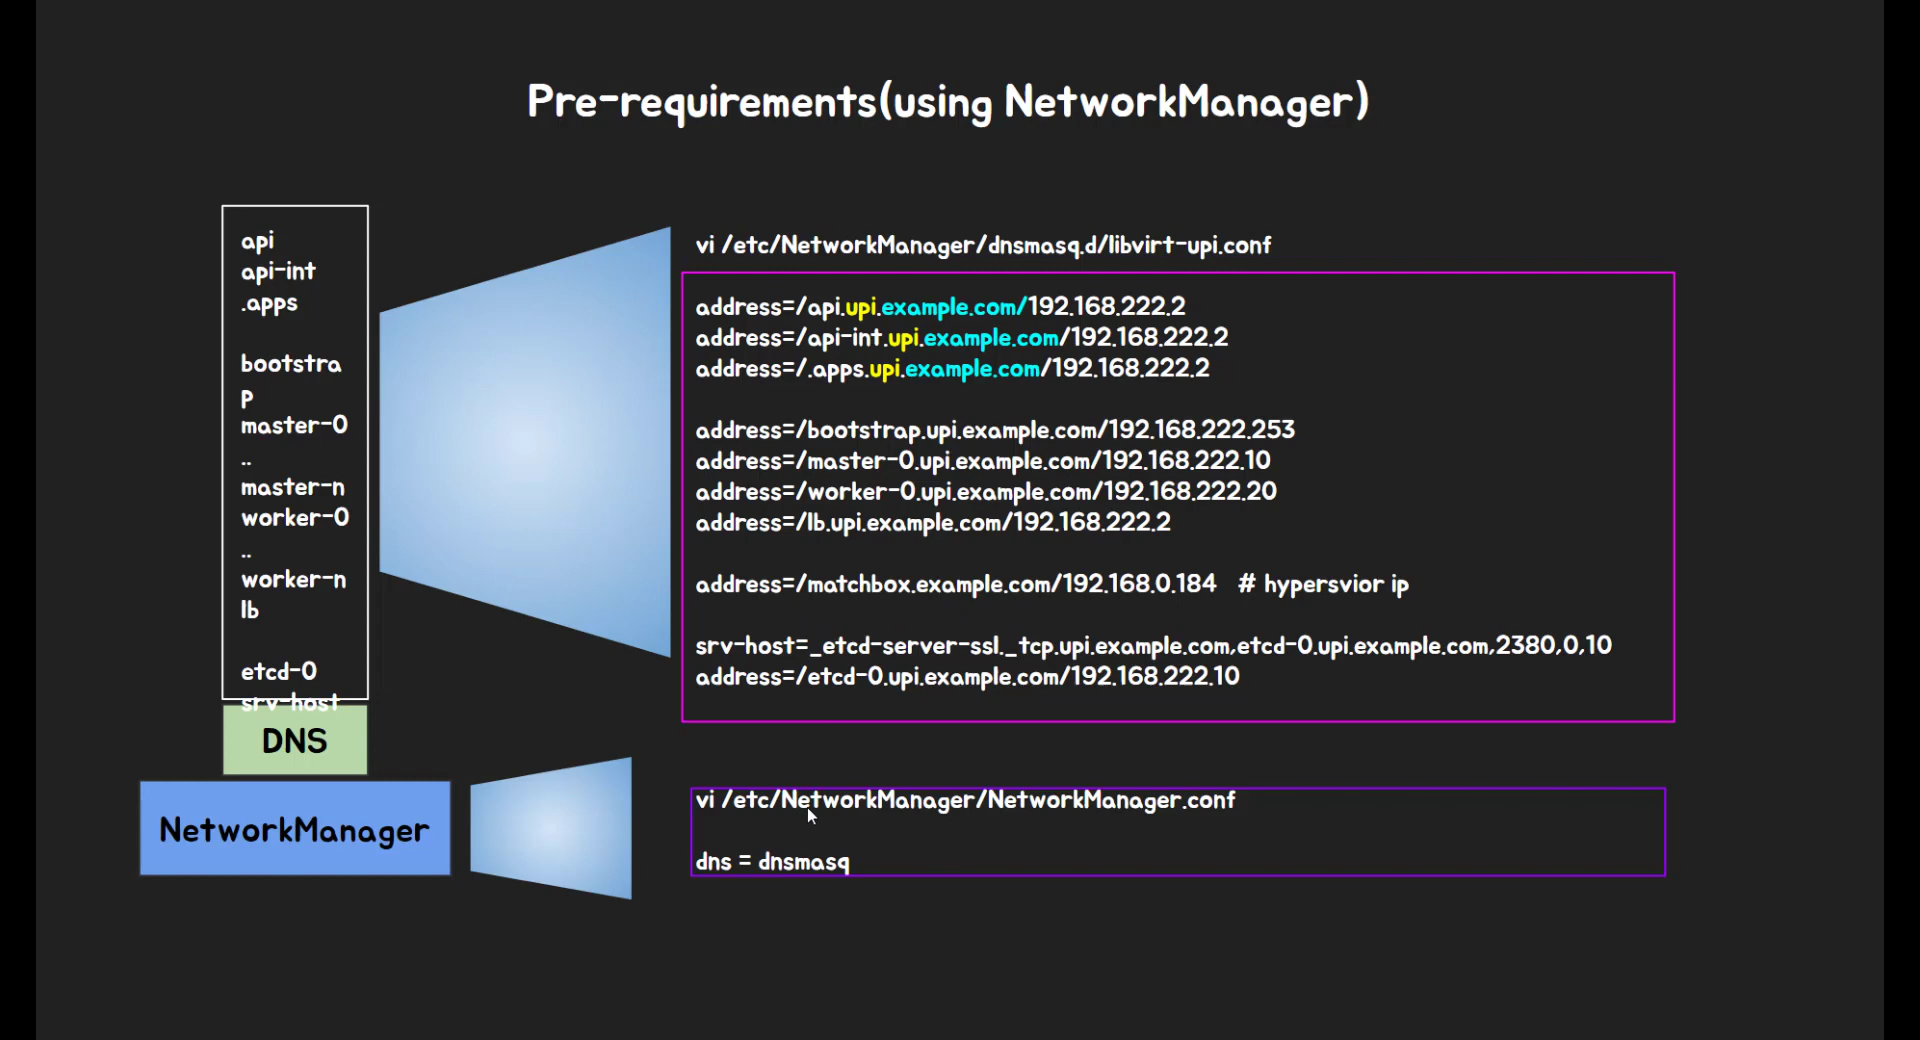 Pre-requirements(using NetworkManager)
api
api-int
.apps
bootstra
p
master-0
..
master-n
worker-0
..
worker-n
lb
etcd-0
srv-host
DNS
NetworkManager
vi /etc/NetworkManager/dnsmasq.d/libvirt-upi.conf
address=/api.upi.example.com/192.168.222.2
address=/api-int.upi.example.com/192.168.222.2
address=/.apps.upi.example.com/192.168.222.2
address=/bootstrap.upi.example.com/192.168.222.253
address=/master-0.upi.example.com/192.168.222.10
address=/worker-0.upi.example.com/192.168.222.20
address=/lb.upi.example.com/192.168.222.2
address=/matchbox.example.com/192.168.0.184   # hypersvior ip
srv-host=_etcd-server-ssl._tcp.upi.example.com,etcd-0.upi.example.com,2380,0,10
address=/etcd-0.upi.example.com/192.168.222.10
vi /etc/NetworkManager/NetworkManager.conf
dns = dnsmasq